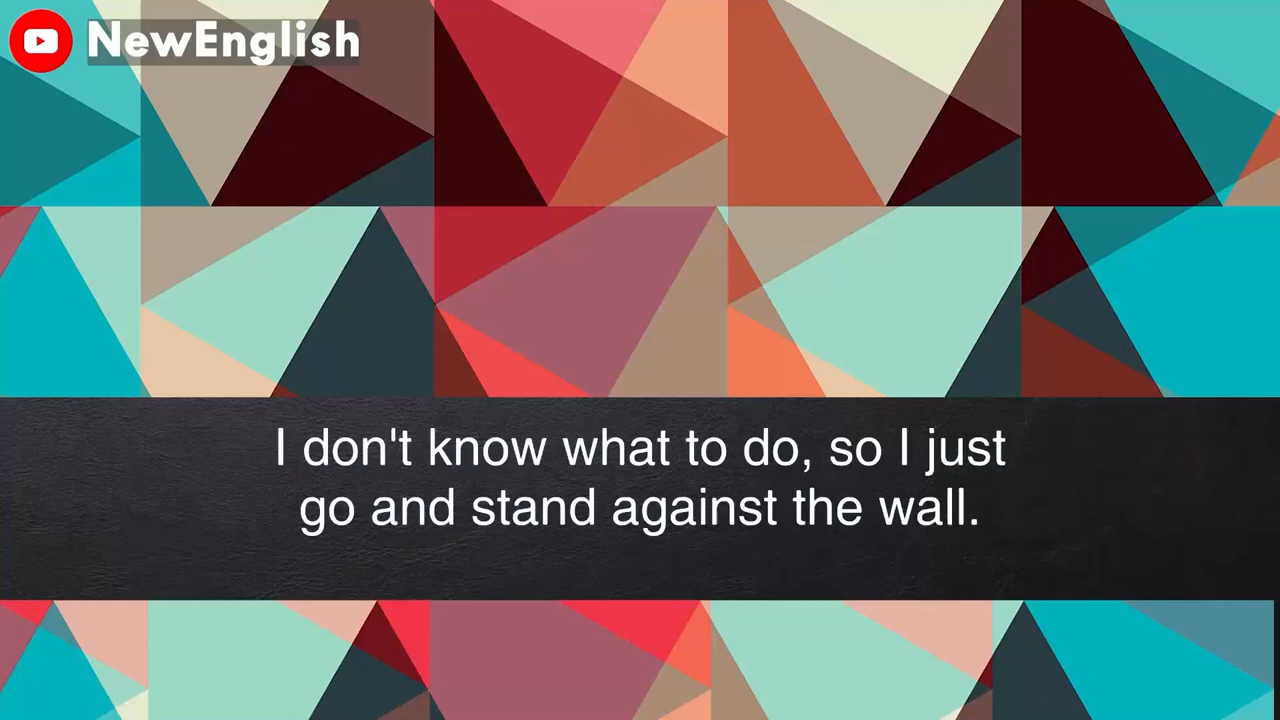 NewEnglish
I don't know what to do, so I just
go and stand against the wall.